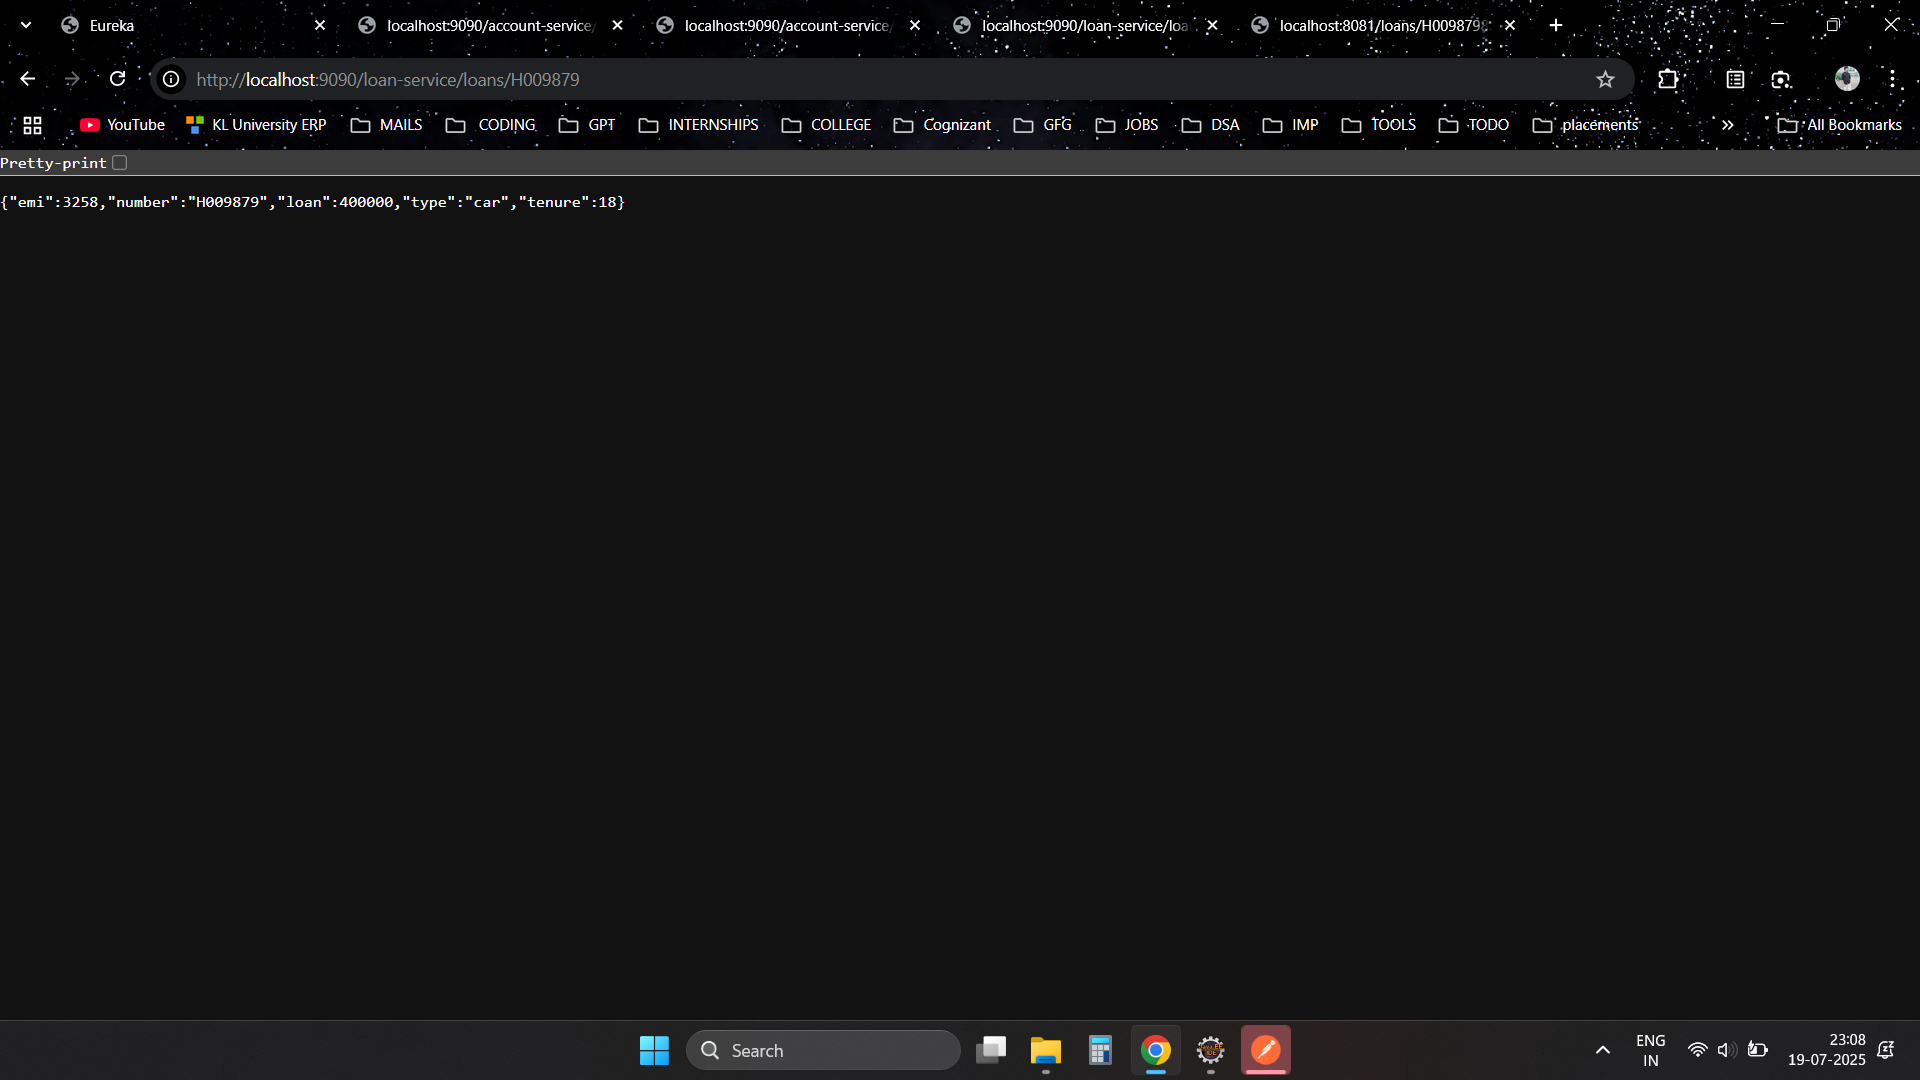 Eureka
localhost:9090/account-service/
localhost:9090/account-service/
localhost:9090/loan-service/loa
localhost:8081/loans/H009879
http://localhost:9090/loan-service/loans/H009879
YouTube
KL University ERP
MAILS
CODING
GPT
INTERNSHIPS
COLLEGE
Cognizant
GFG
JOBS
DSA
IMP
TOOLS
TODO
placements
All Bookmarks
Pretty-print
{"emi":3258,"number":"H009879","loan":400000,"type":"car","tenure":18}
Search
ENG
IN
23:08
19-07-2025